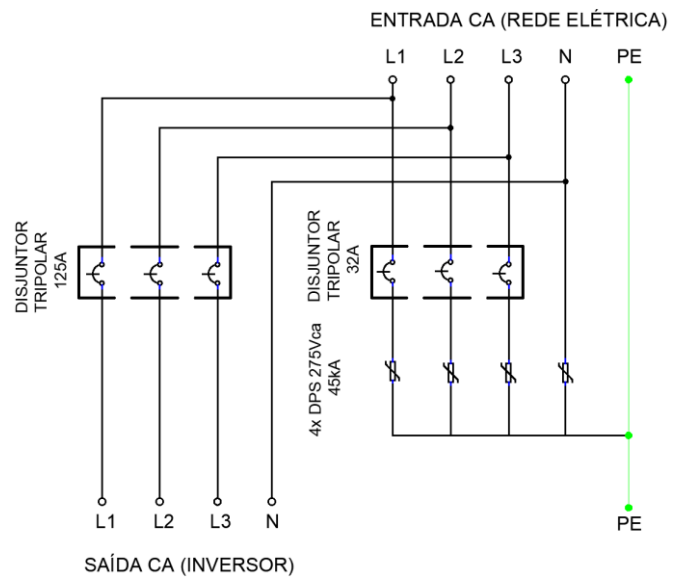 ENTRADA CA (REDE ELÉTRICA)
L1 L2 L3 N PE
DISJUNTOR
TRIPOLAR
125A
DISJUNTOR
TRIPOLAR
32A
4x DPS 275Vca
45kA
L1 L2 L3 N PE
SAÍDA CA (INVERSOR)